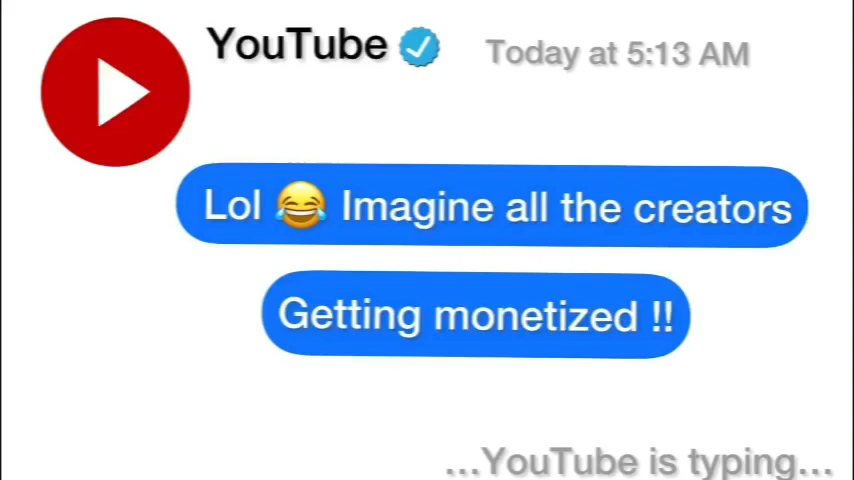 YouTube Today at 5:13 AM
Lol 😂 Imagine all the creators
Getting monetized !!
...YouTube is typing...